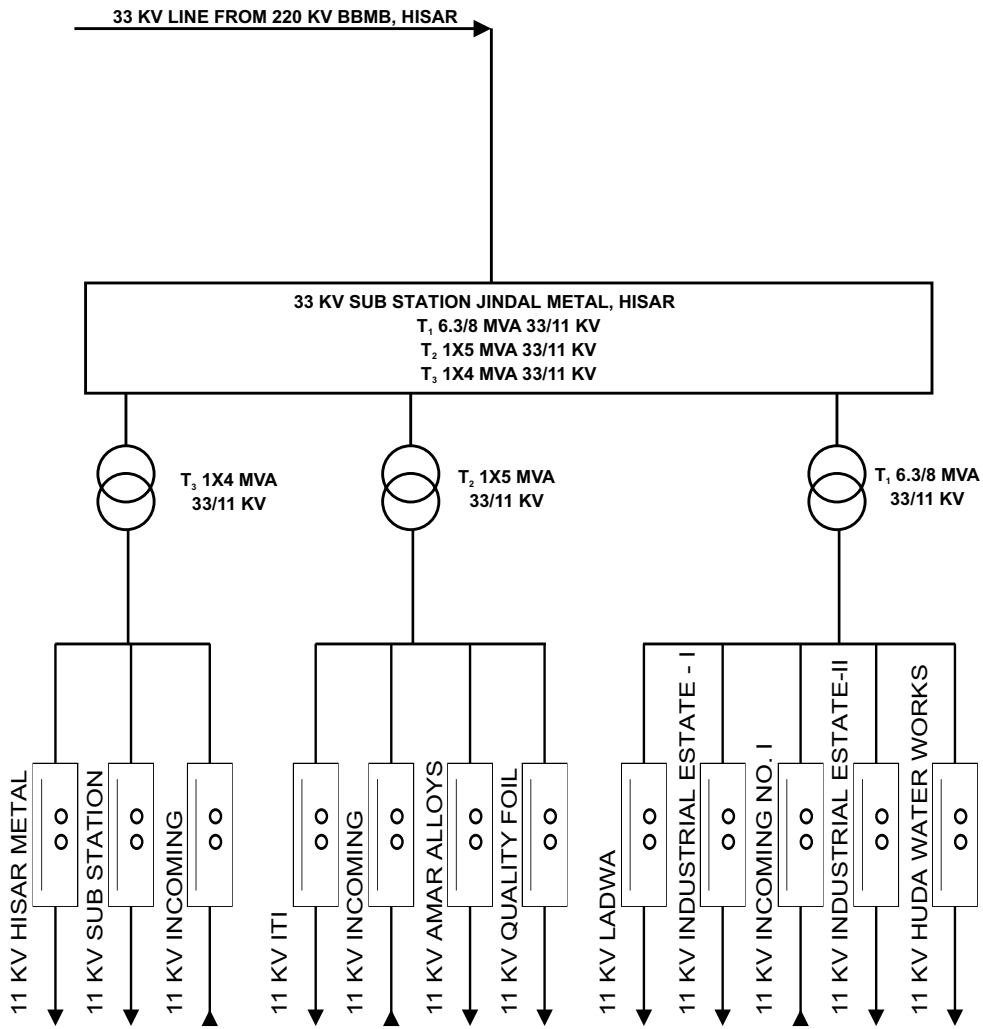 33 KV LINE FROM 220 KV BBMB, HISAR
33 KV SUB STATION JINDAL METAL, HISAR
T₁ 6.3/8 MVA 33/11 KV
T₂ 1X5 MVA 33/11 KV
T₃ 1X4 MVA 33/11 KV
T₃ 1X4 MVA
33/11 KV
T₂ 1X5 MVA
33/11 KV
T₁ 6.3/8 MVA
33/11 KV
11 KV HISAR METAL
11 KV SUB STATION
11 KV INCOMING
11 KV ITI
11 KV INCOMING
11 KV AMAR ALLOYS
11 KV QUALITY FOIL
11 KV LADWA
11 KV INDUSTRIAL ESTATE - I
11 KV INCOMING NO. I
11 KV INDUSTRIAL ESTATE-II
11 KV HUDA WATER WORKS